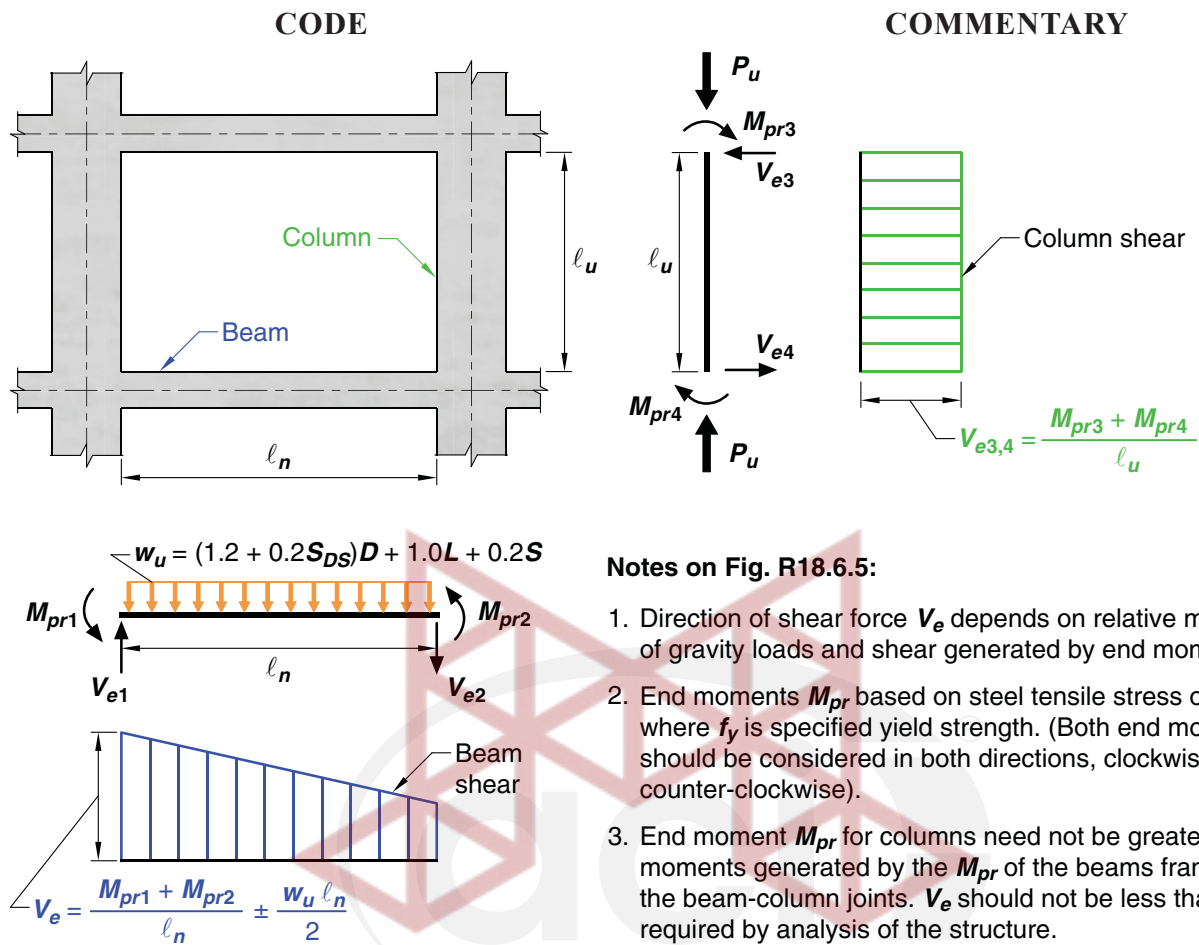 CODE
COMMENTARY
Column
Beam
ℓu
ℓn
Pu
Mpr3
Ve3
ℓu
Ve4
Mpr4
Pu
Column shear
Ve3,4 = (Mpr3 + Mpr4) / ℓu
wu = (1.2 + 0.2SDS)D + 1.0L + 0.2S
Mpr1
Mpr2
ℓn
Ve1
Ve2
Beam
shear
Ve = (Mpr1 + Mpr2) / ℓn ± wu ℓn / 2
Notes on Fig. R18.6.5:
1. Direction of shear force Ve depends on relative
of gravity loads and shear generated by end
2. End moments Mpr based on steel tensile stress
where fy is specified yield strength. (Both end
should be considered in both directions, clockwise
counter-clockwise).
3. End moment Mpr for columns need not be greater
moments generated by the Mpr of the beams
the beam-column joints. Ve should not be less
required by analysis of the structure.
aci